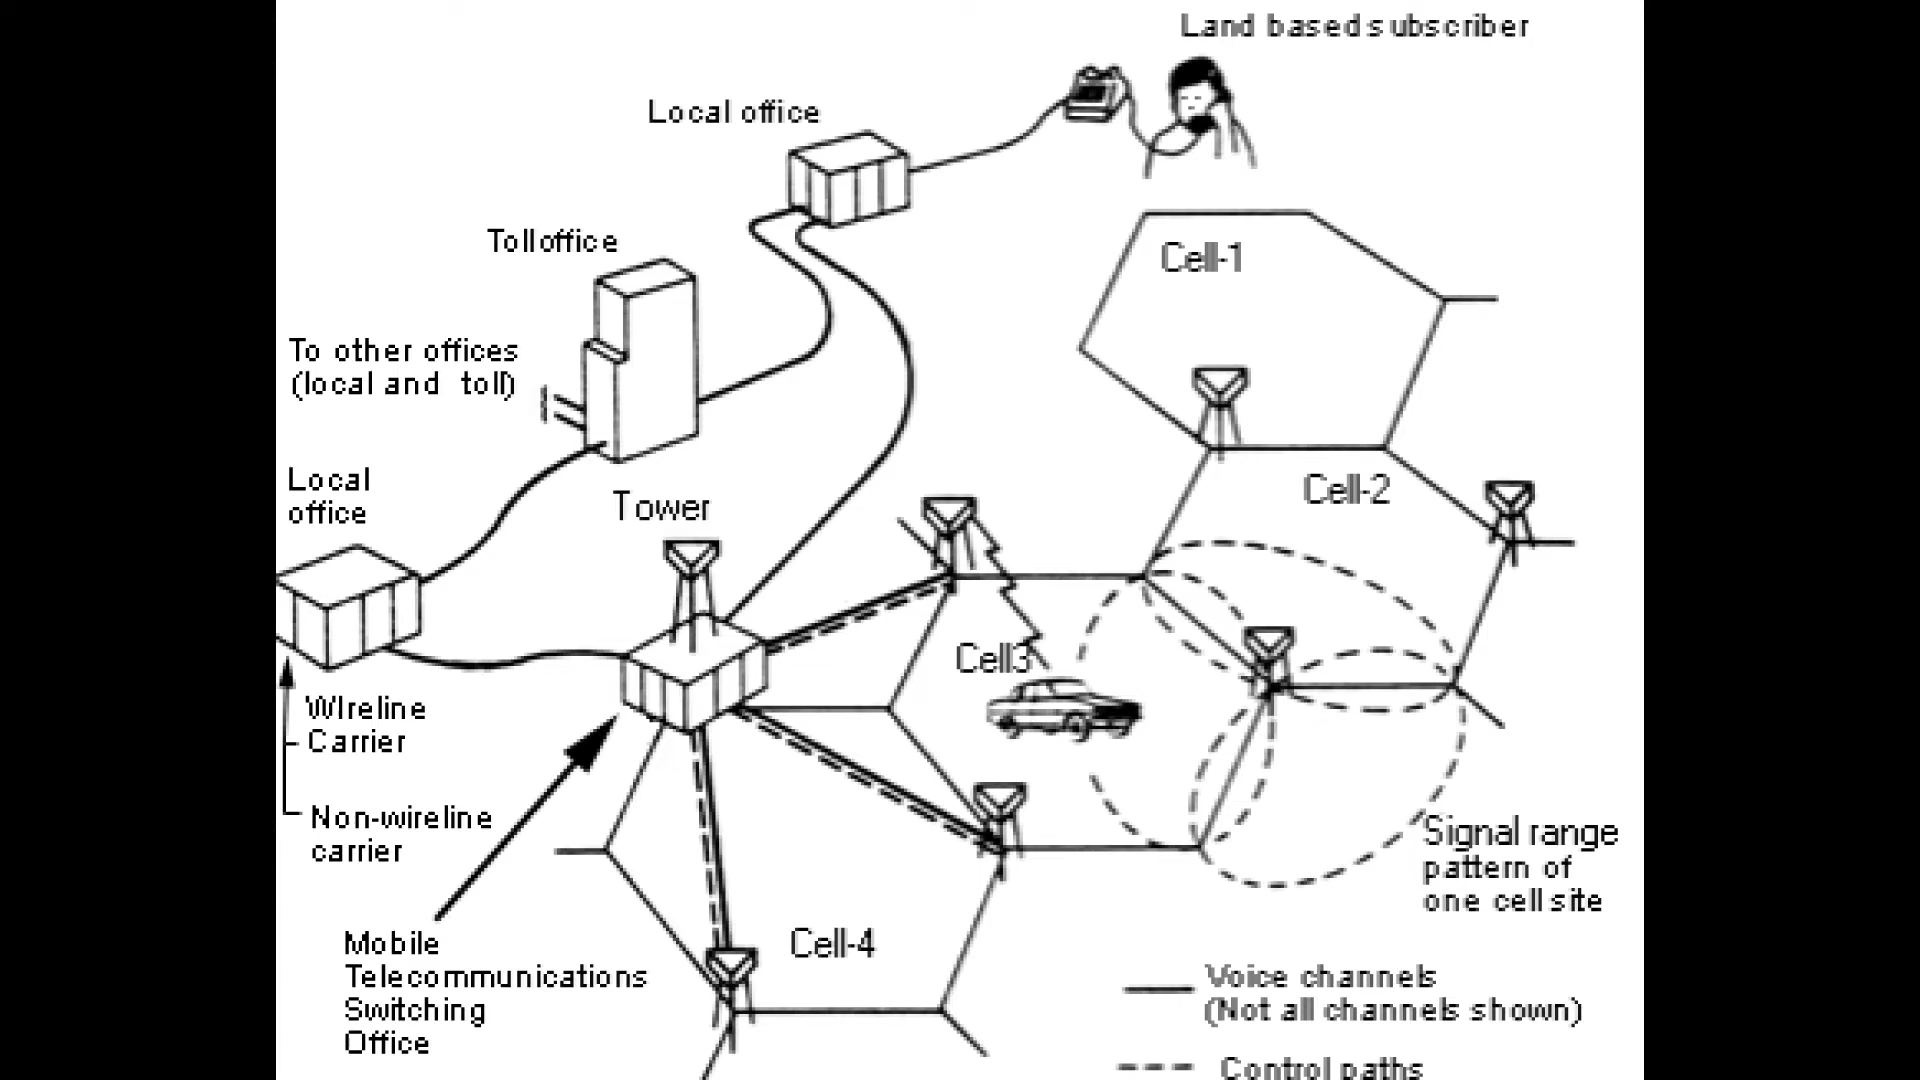 Land based subscriber
Local office
Toll office
Cell-1
To other offices
(local and toll)
Local
office
Tower
Cell-2
Cell3
WIreline
Carrier
Non-wireline
carrier
Signal range
pattern of
one cell site
Mobile
Telecommunications
Switching
Office
Cell-4
Voice channels
(Not all channels shown)
Control paths